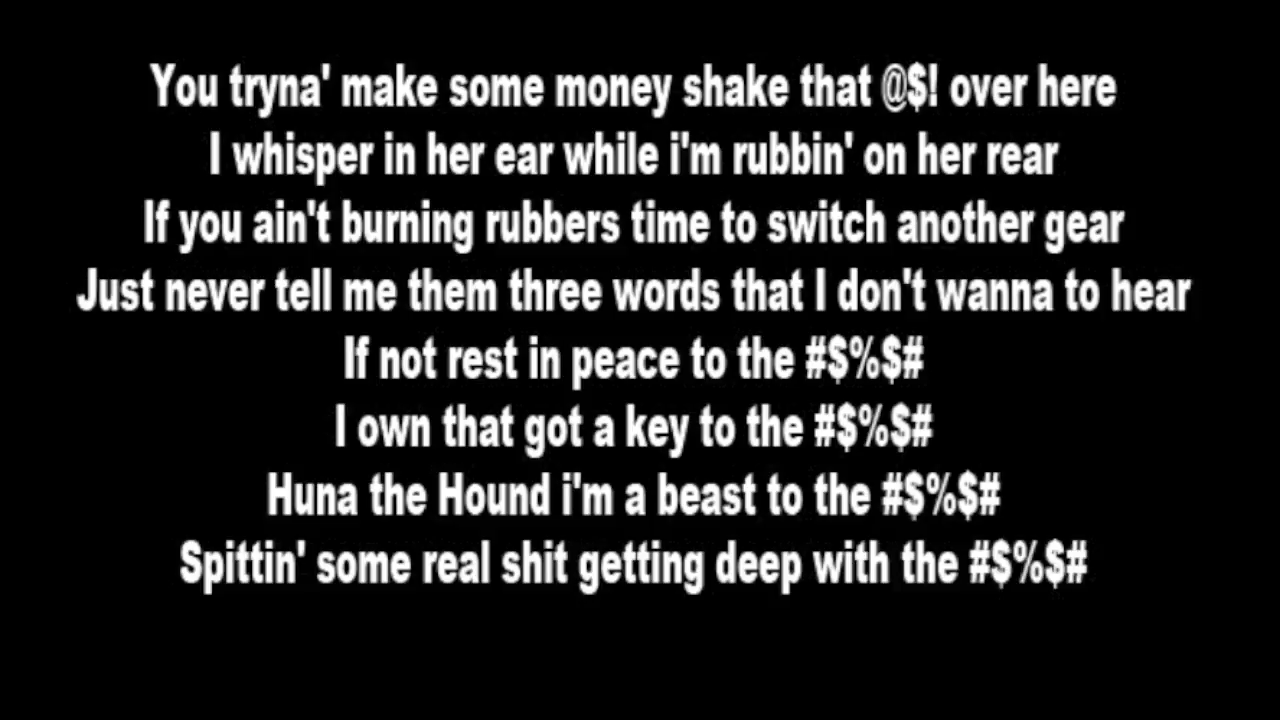 You tryna' make some money shake that @$! over here
I whisper in her ear while i'm rubbin' on her rear
If you ain't burning rubbers time to switch another gear
Just never tell me them three words that I don't wanna to hear
If not rest in peace to the #$%$#
I own that got a key to the #$%$#
Huna the Hound i'm a beast to the #$%$#
Spittin' some real shit getting deep with the #$%$#